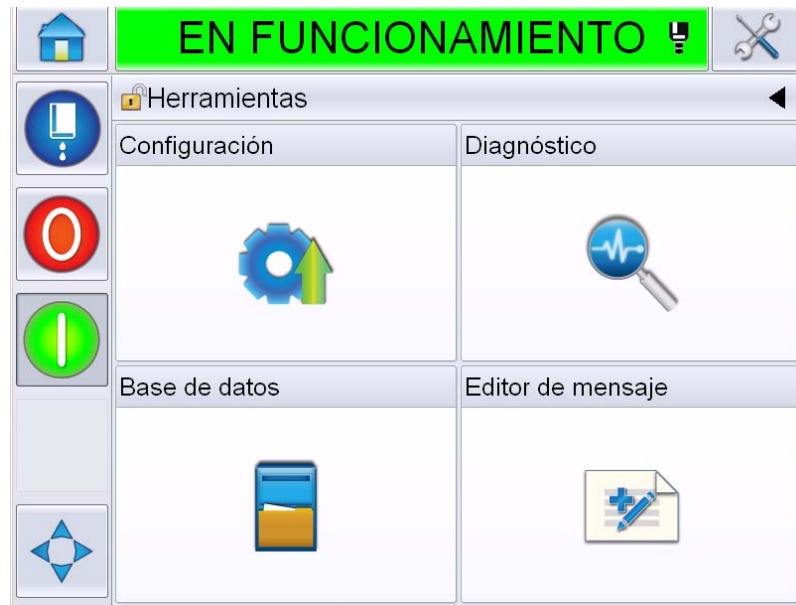 EN FUNCIONAMIENTO
Herramientas
Configuración
Diagnóstico
Base de datos
Editor de mensaje